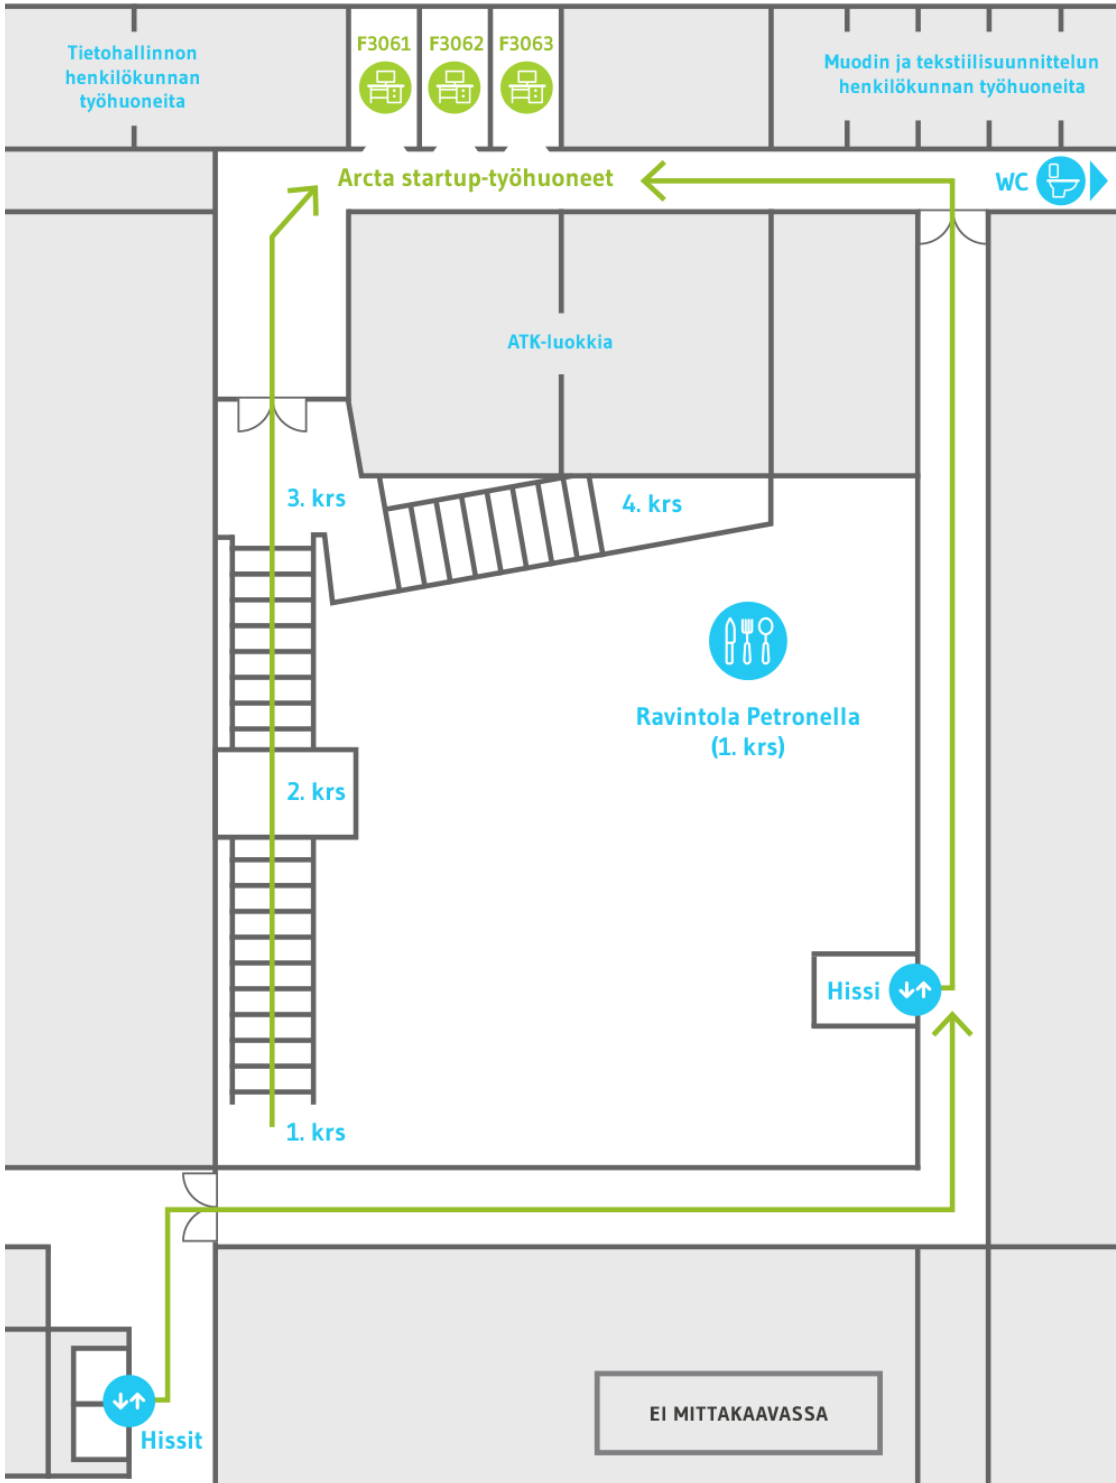 Tietohallinnon
henkilökunnan
työhuoneita
F3061
F3062
F3063
Muodin ja tekstiilisuunnittelun
henkilökunnan työhuoneita
Arcta startup-työhuoneet
WC
ATK-luokkia
3. krs
4. krs
Ravintola Petronella
(1. krs)
2. krs
Hissi
1. krs
Hissit
EI MITTAKAAVASSA